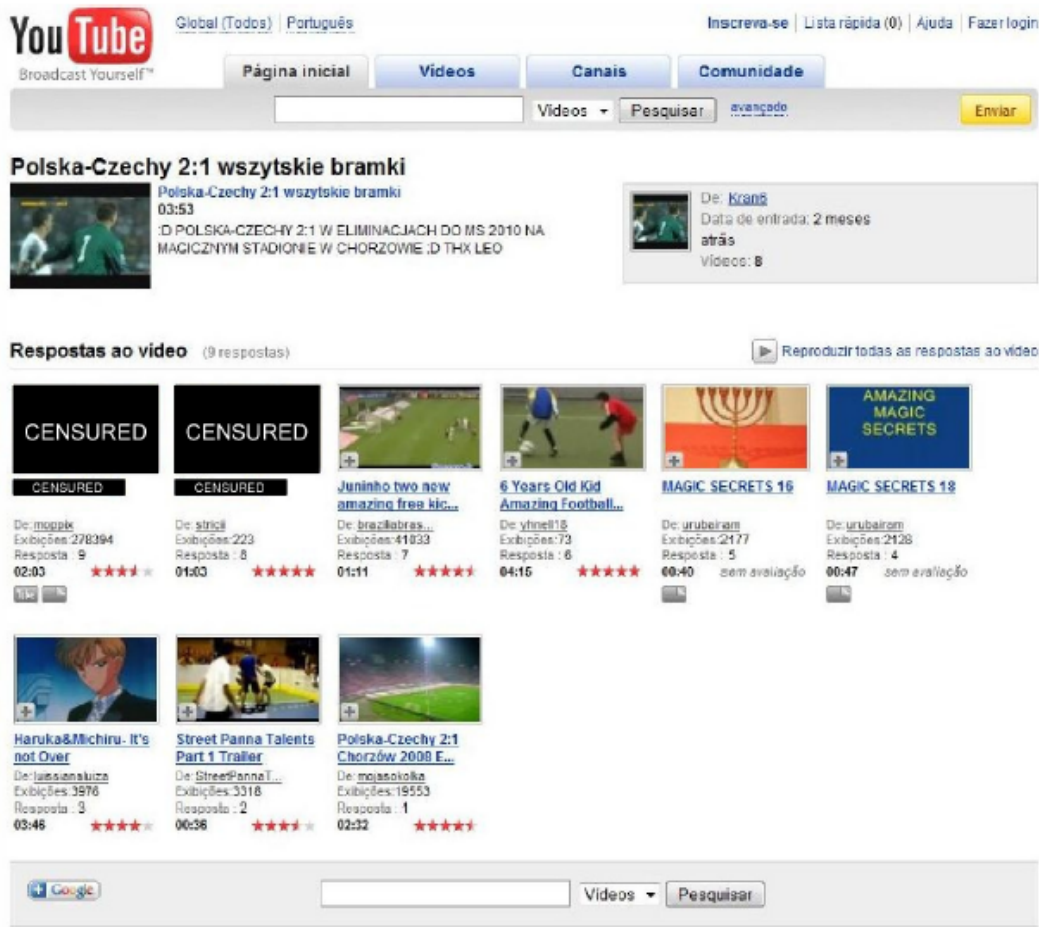 You Tube
Broadcast Yourself™
Global (Todos) | Português
Inscreva-se | Lista rápida (0) | Ajuda | Fazer login
Página inicial Vídeos Canais Comunidade
Vídeos Pesquisar avançado Enviar
Polska-Czechy 2:1 wszytskie bramki
Polska-Czechy 2:1 wszytskie bramki
03:53
:D POLSKA-CZECHY 2:1 W ELIMINACJACH DO MS 2010 NA
MAGICZNYM STADIONIE W CHORZOWIE ;D THX LEO
De: Kran6
Data de entrada: 2 meses
atrás
Vídeos: 8
Respostas ao vídeo (9 respostas)
Reproduzir todas as respostas ao vídeo
CENSURED
CENSURED
De: moppix
Exibições: 278394
Resposta : 9
02:03
CENSURED
CENSURED
De: stricii
Exibições: 223
Resposta : 8
01:03
Juninho two new
amazing free kic...
De: braziliabras...
Exibições: 41033
Resposta : 7
01:11
6 Years Old Kid
Amazing Football...
De: yhnell18
Exibições: 73
Resposta : 6
04:15
MAGIC SECRETS 16
De: urubairam
Exibições: 2177
Resposta : 5
00:40 sem avaliação
AMAZING
MAGIC
SECRETS
MAGIC SECRETS 18
De: urubairam
Exibições: 2128
Resposta : 4
00:47 sem avaliação
Haruka&Michiru- It's
not Over
De: luissianaluiza
Exibições: 3976
Resposta : 3
03:46
Street Panna Talents
Part 1 Trailer
De: StreetPannaT...
Exibições: 3318
Resposta : 2
00:36
Polska-Czechy 2:1
Chorzów 2008 E...
De: mojasokolka
Exibições: 19553
Resposta : 1
02:32
Google
Vídeos Pesquisar